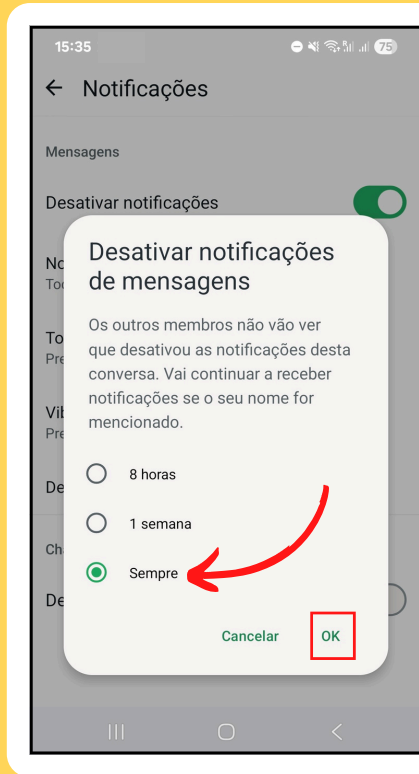 15:35
75
Notificações
Mensagens
Desativar notificações
Desativar notificações
de mensagens
Os outros membros não vão ver
que desativou as notificações desta
conversa. Vai continuar a receber
notificações se o seu nome for
mencionado.
8 horas
1 semana
Sempre
Cancelar OK